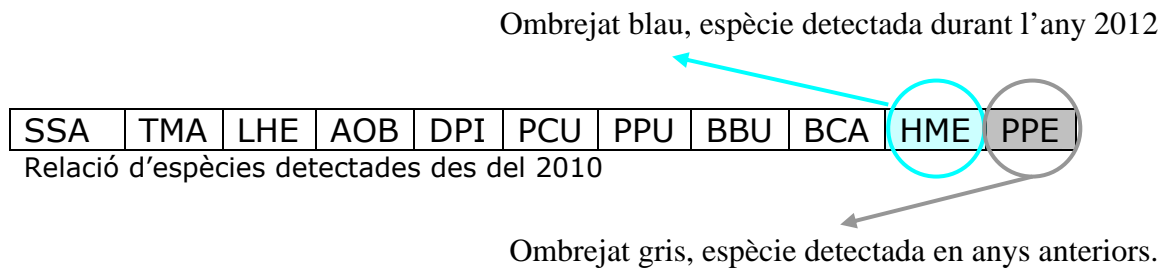 Ombrejat blau, espècie detectada durant l’any 2012
SSA TMA LHE AOB DPI PCU PPU BBU BCA HME PPE
Relació d’espècies detectades des del 2010
Ombrejat gris, espècie detectada en anys anteriors.